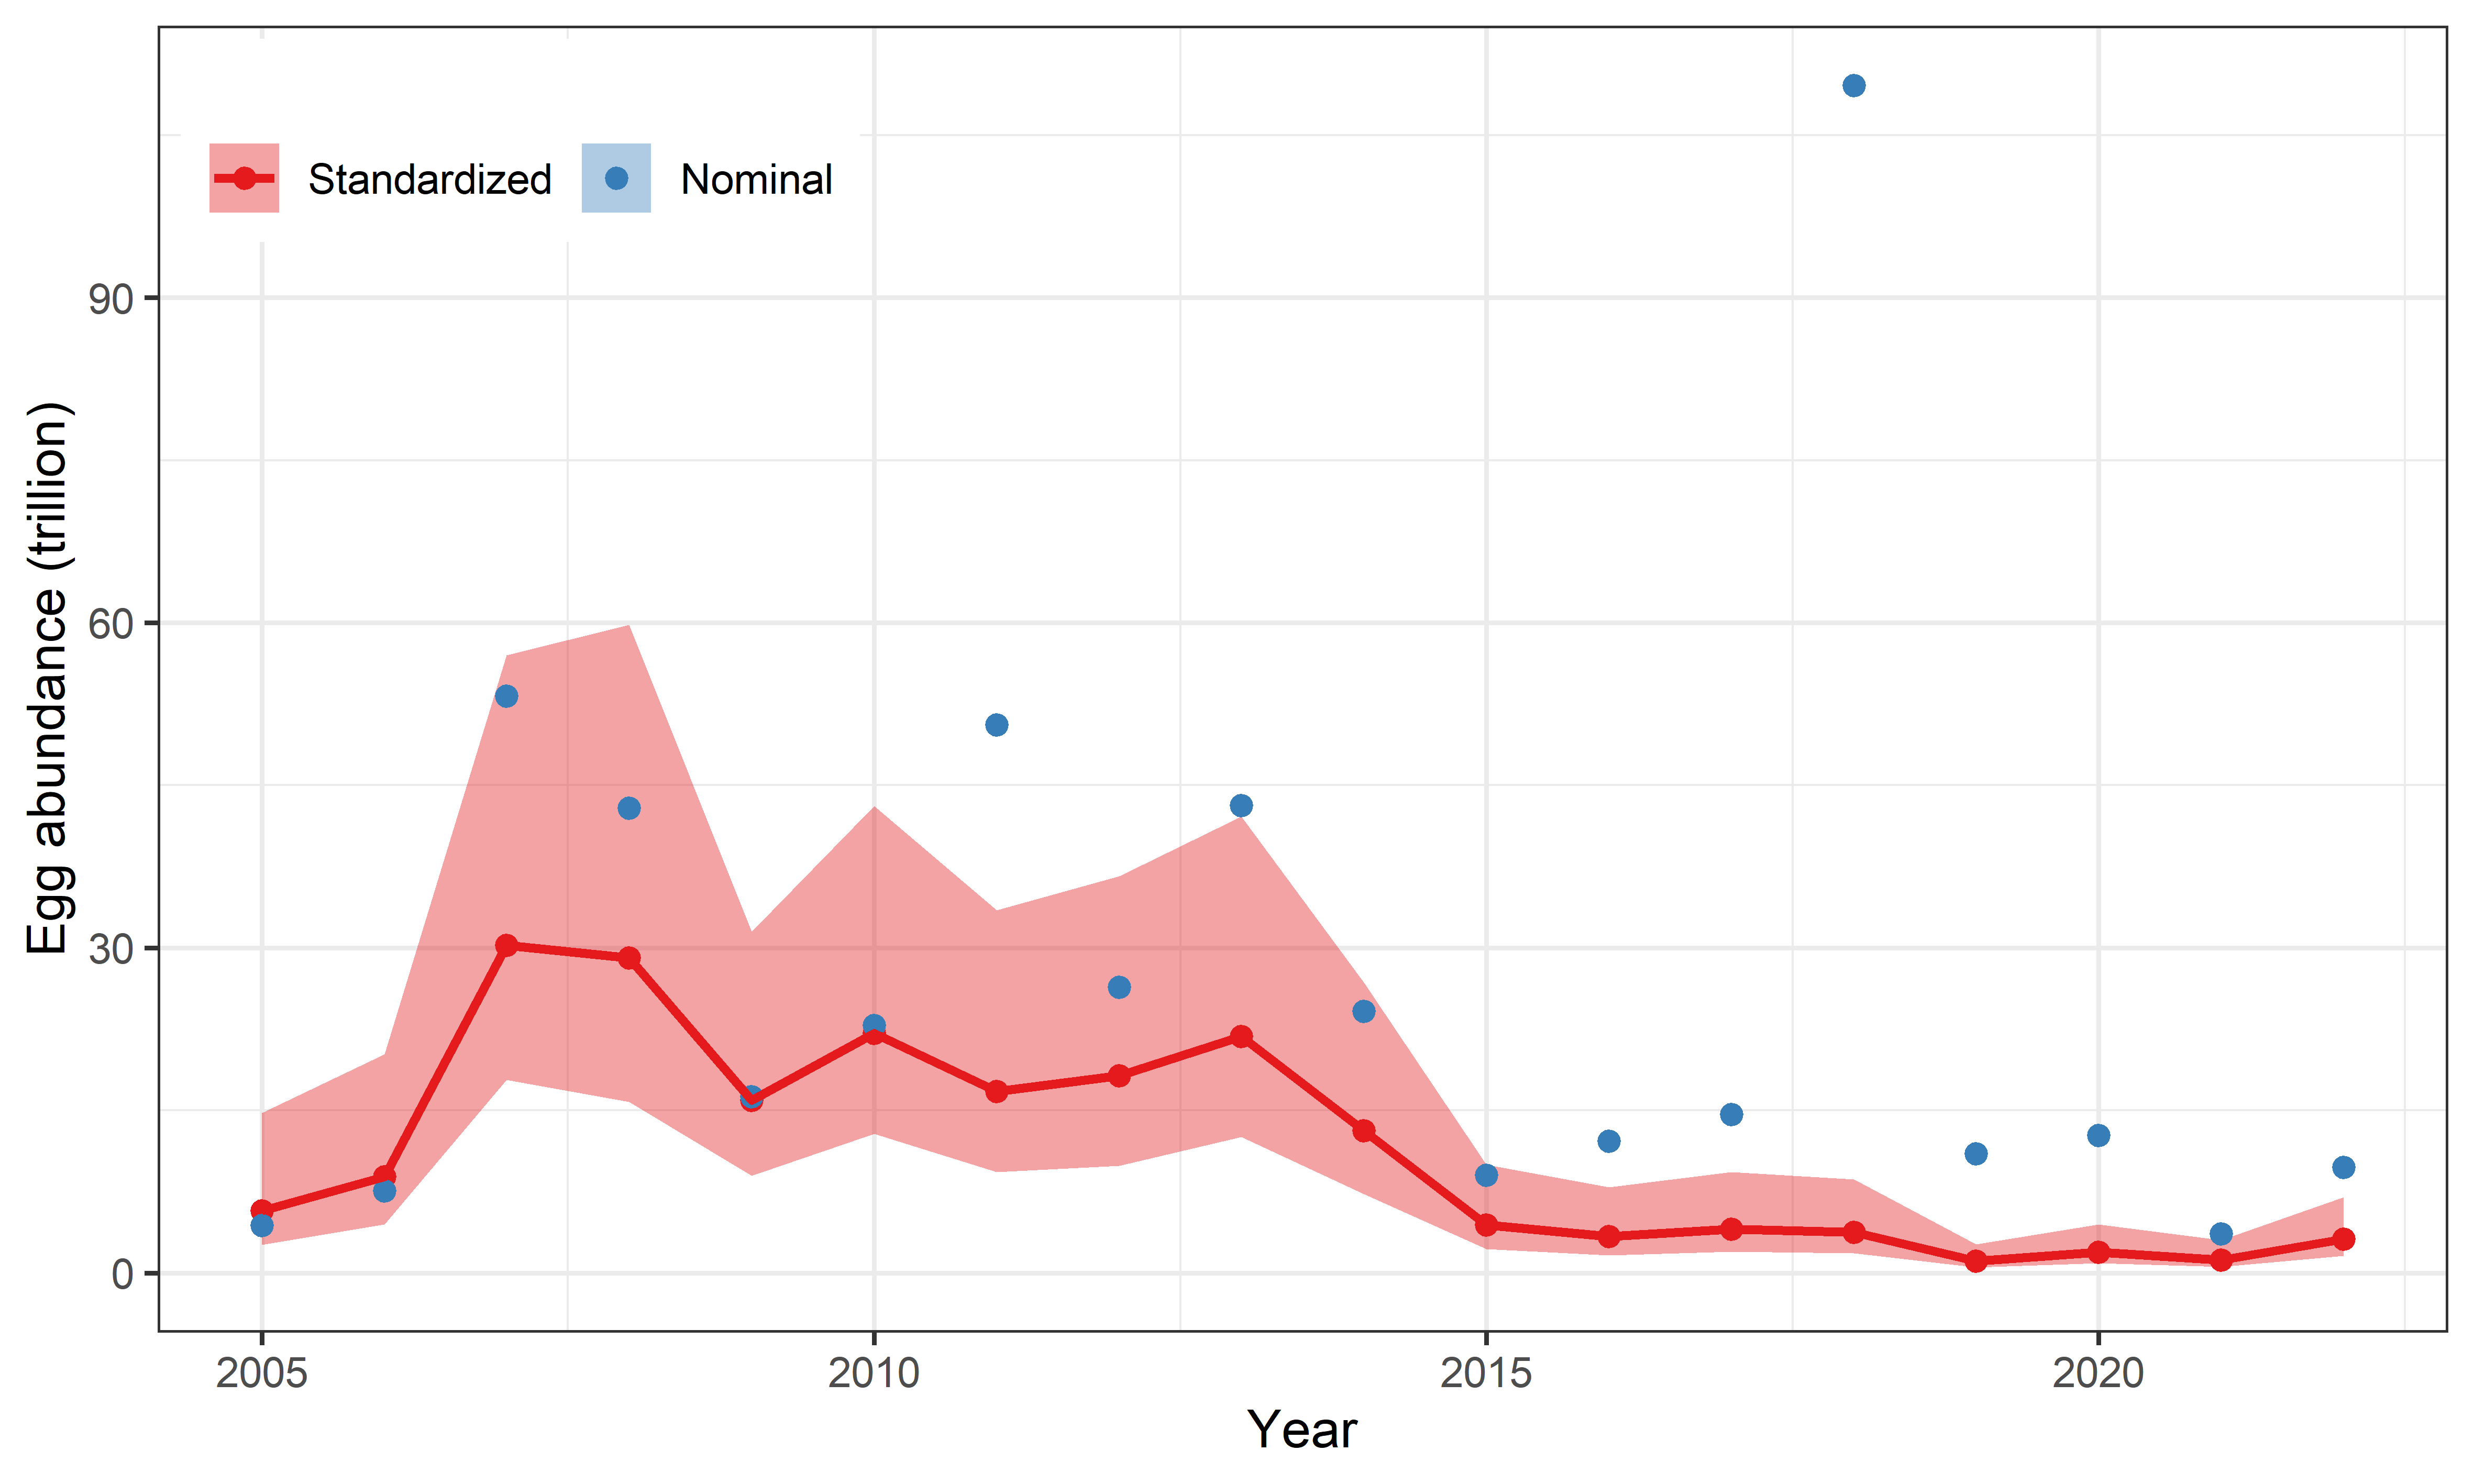 Standardized Nominal
90
60
30
0
Egg abundance (trillion)
2005 2010 2015 2020
Year